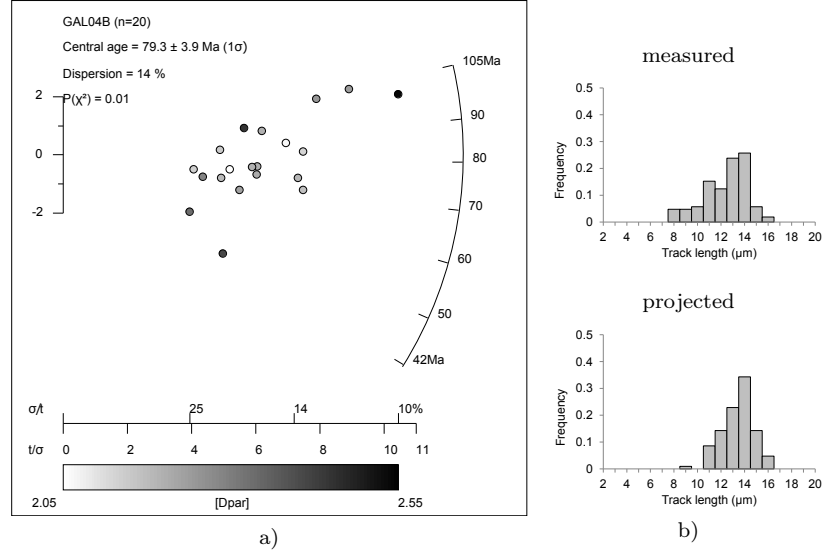 GAL04B (n=20)
Central age = 79.3 ± 3.9 Ma (1σ)
Dispersion = 14 %
P(χ²) = 0.01
2
0
-2
105Ma
90
80
70
60
50
42Ma
σ/t
25
14
10%
t/σ
0
2
4
6
8
10
11
2.05
[Dpar]
2.55
a)
measured
0.5
0.4
0.3
0.2
0.1
0
Frequency
2 4 6 8 10 12 14 16 18 20
Track length (µm)
projected
0.5
0.4
0.3
0.2
0.1
0
Frequency
2 4 6 8 10 12 14 16 18 20
Track length (µm)
b)